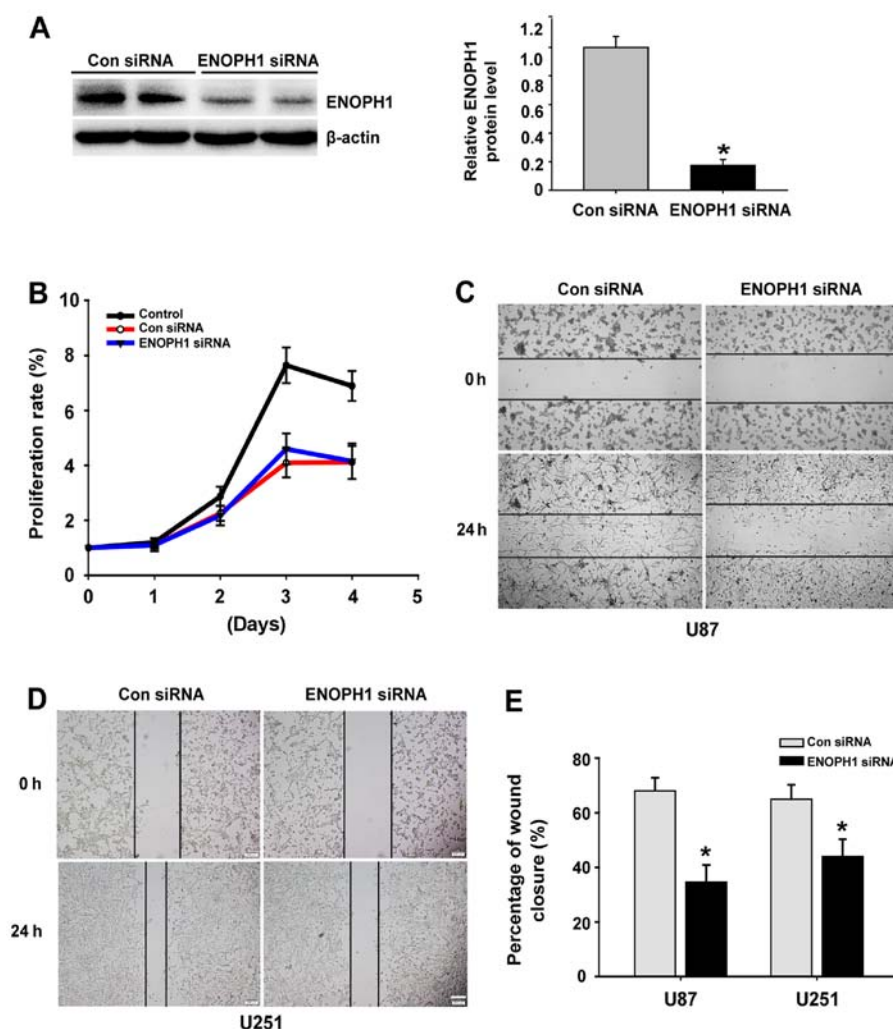 A
Con siRNA ENOPH1 siRNA
ENOPH1
β-actin
Relative ENOPH1
protein level
1.2
1.0
0.8
0.6
0.4
0.2
0
*
Con siRNA ENOPH1 siRNA
B
Proliferation rate (%)
10
8
6
4
2
0
Control
Con siRNA
ENOPH1 siRNA
0 1 2 3 4 5
(Days)
C
Con siRNA ENOPH1 siRNA
0 h
24 h
U87
D
Con siRNA ENOPH1 siRNA
0 h
24 h
U251
E
Con siRNA
ENOPH1 siRNA
Percentage of wound
closure (%)
80
60
40
20
0
* *
U87 U251